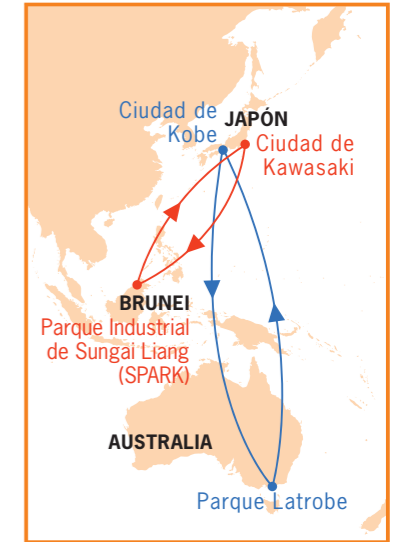 Ciudad de
Kobe
JAPÓN
Ciudad de
Kawasaki
BRUNEI
Parque Industrial
de Sungai Liang
(SPARK)
AUSTRALIA
Parque Latrobe